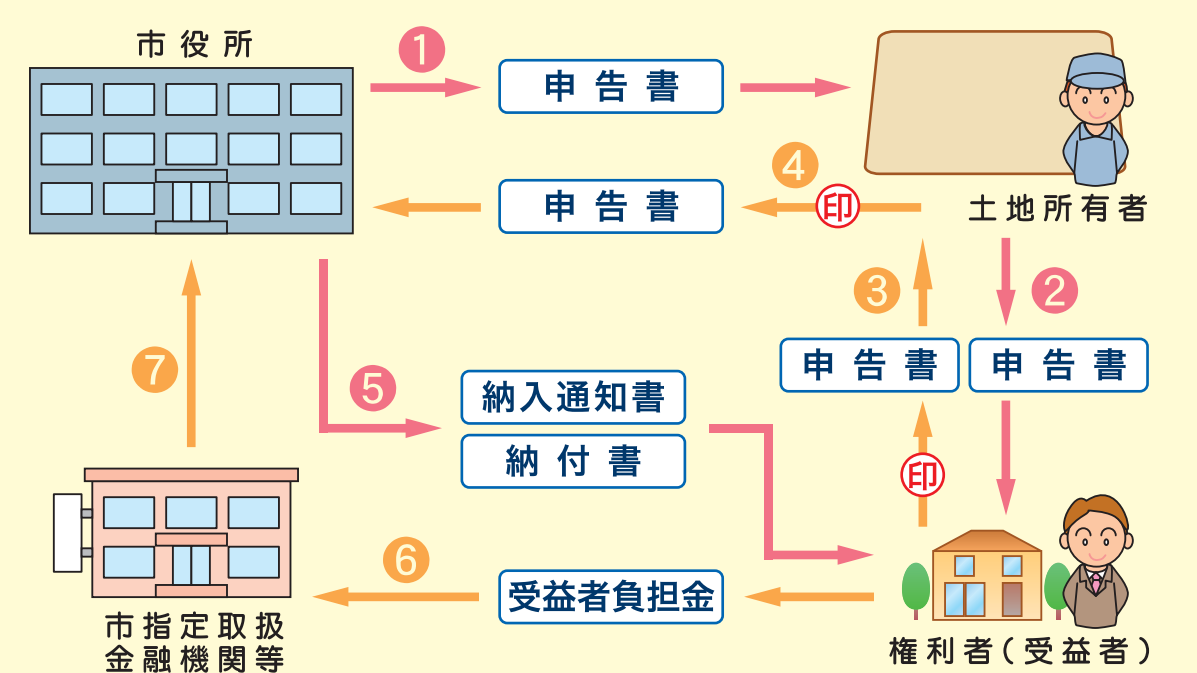 市役所
1
申告書
申告書
4
印
土地所有者
3
2
申告書
申告書
7
5
納入通知書
納付書
印
6
受益者負担金
市指定取扱
金融機関等
権利者(受益者)